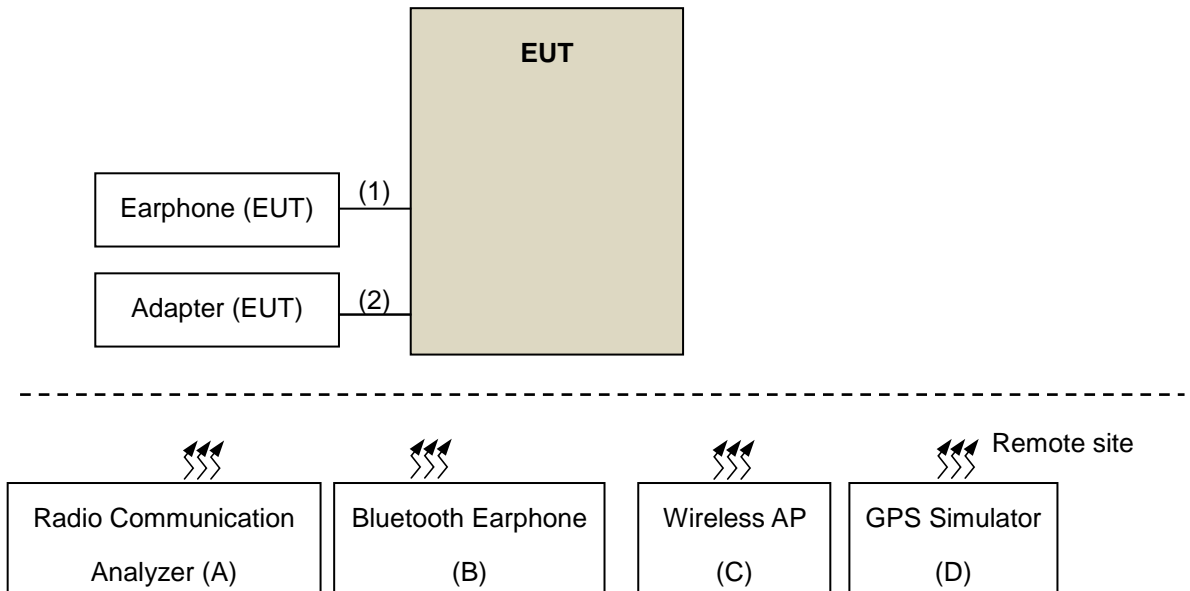 EUT
(1)
Earphone (EUT)
(2)
Adapter (EUT)
Remote site
Radio Communication
Analyzer (A)
Bluetooth Earphone
(B)
Wireless AP
(C)
GPS Simulator
(D)